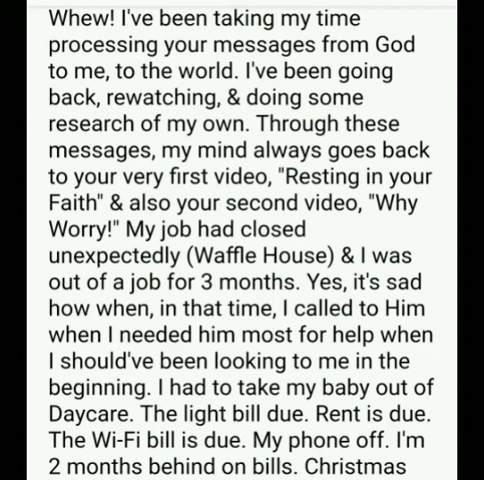 Whew! I've been taking my time
processing your messages from God
to me, to the world. I've been going
back, rewatching, & doing some
research of my own. Through these
messages, my mind always goes back
to your very first video, "Resting in your
Faith" & also your second video, "Why
Worry!" My job had closed
unexpectedly (Waffle House) & I was
out of a job for 3 months. Yes, it's sad
how when, in that time, I called to Him
when I needed him most for help when
I should've been looking to me in the
beginning. I had to take my baby out of
Daycare. The light bill due. Rent is due.
The Wi-Fi bill is due. My phone off. I'm
2 months behind on bills. Christmas